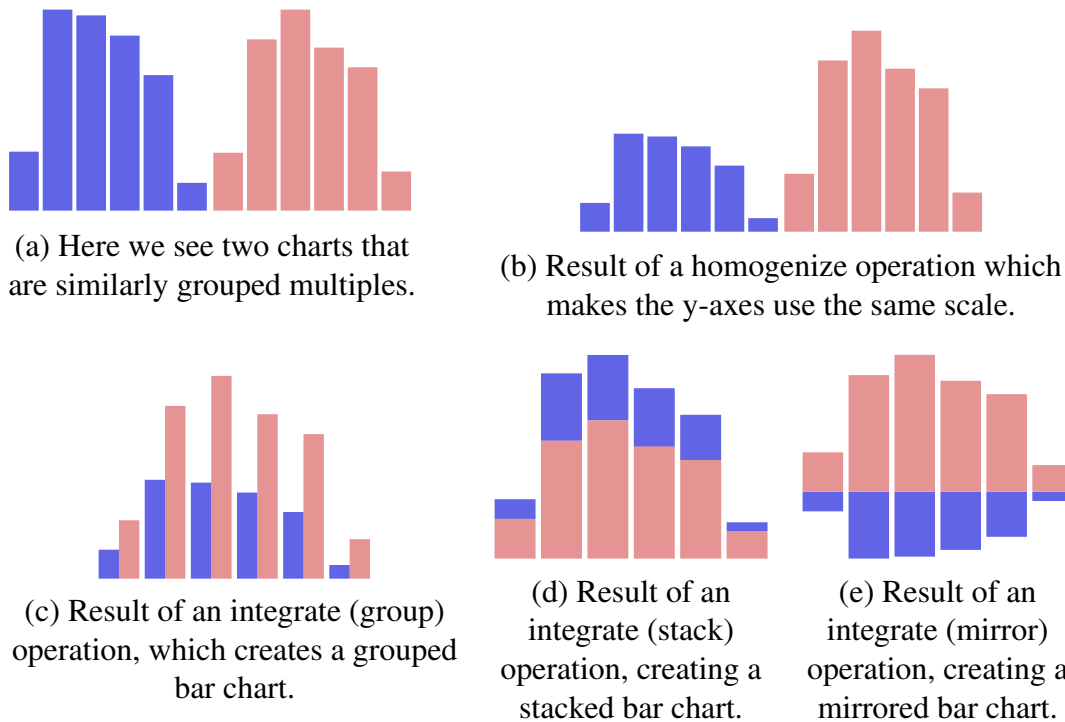 (a) Here we see two charts that
are similarly grouped multiples.
(b) Result of a homogenize operation which
makes the y-axes use the same scale.
(c) Result of an integrate (group)
operation, which creates a grouped
bar chart.
(d) Result of an
integrate (stack)
operation, creating a
stacked bar chart.
(e) Result of an
integrate (mirror)
operation, creating a
mirrored bar chart.